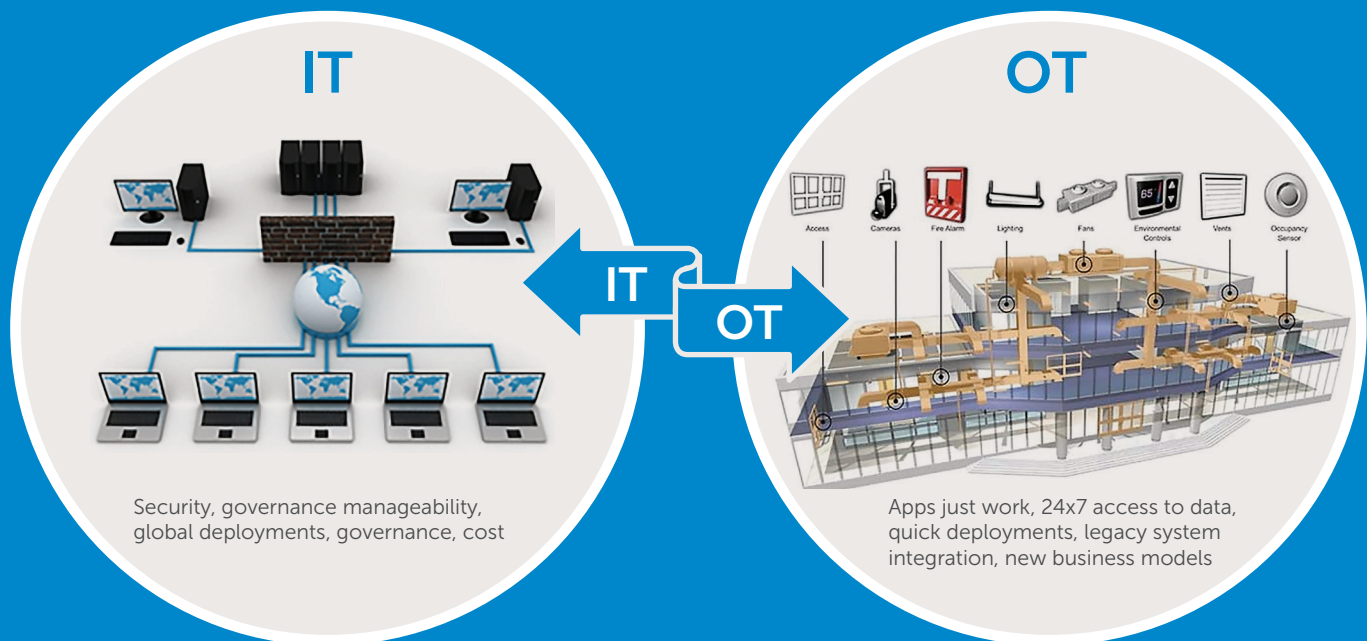 IT
Security, governance manageability,
global deployments, governance, cost
IT
OT
OT
Access
Cameras
Fire Alarm
Lighting
Fans
Environmental
Controls
Vents
Occupancy
Sensor
65
Apps just work, 24x7 access to data,
quick deployments, legacy system
integration, new business models